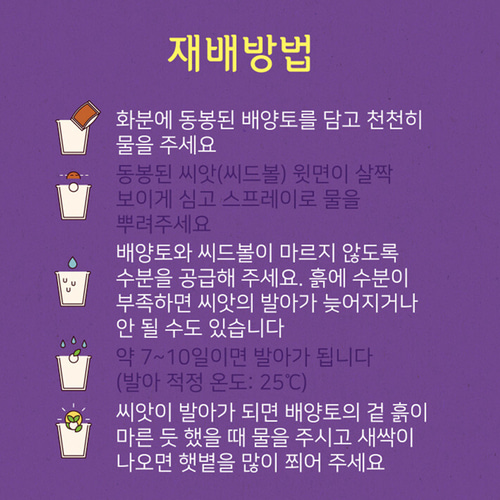 재배방법
화분에 동봉된 배양토를 담고 천천히
물을 주세요
동봉된 씨앗(씨드볼) 윗면이 살짝
보이게 심고 스프레이로 물을
뿌려주세요
배양토와 씨드볼이 마르지 않도록
수분을 공급해 주세요. 흙에 수분이
부족하면 씨앗의 발아가 늦어지거나
안 될 수도 있습니다
약 7~10일이면 발아가 됩니다
(발아 적정 온도: 25℃)
씨앗이 발아가 되면 배양토의 겉 흙이
마른 듯 했을 때 물을 주시고 새싹이
나오면 햇볕을 많이 쬐어 주세요